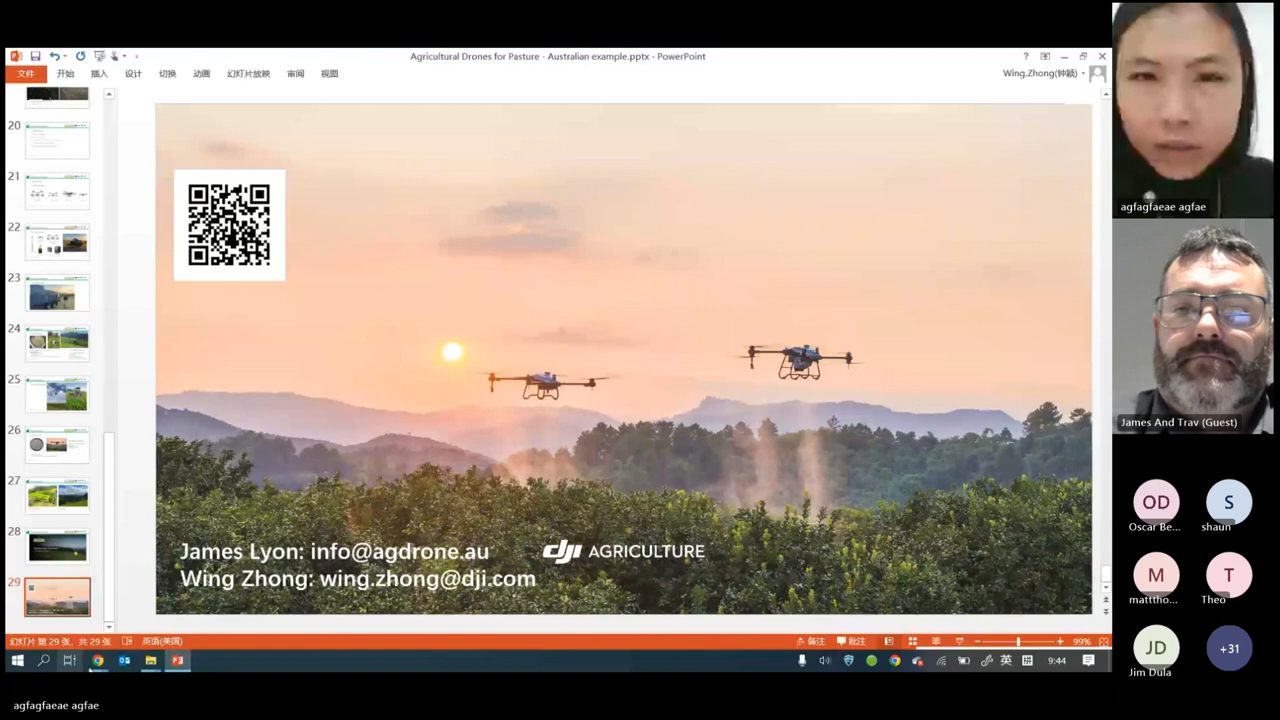 Agricultural Drones for Pasture - Australian example.pptx - PowerPoint
?
文件 开始 插入 设计 切换 动画 幻灯片放映 审阅 视图
Wing.Zhong(钟颖)
20
21
22
23
24
25
26
27
28
29
James Lyon: info@agdrone.au
Wing Zhong: wing.zhong@dji.com
dji AGRICULTURE
幻灯片 第 29 张，共 29 张
英语(美国)
备注 批注
99%
英
9:44
agfagfaeae agfae
James And Trav (Guest)
OD
Oscar Be...
S
shaun
M
matttho...
T
Theo
JD
Jim Dula
+31
agfagfaeae agfae